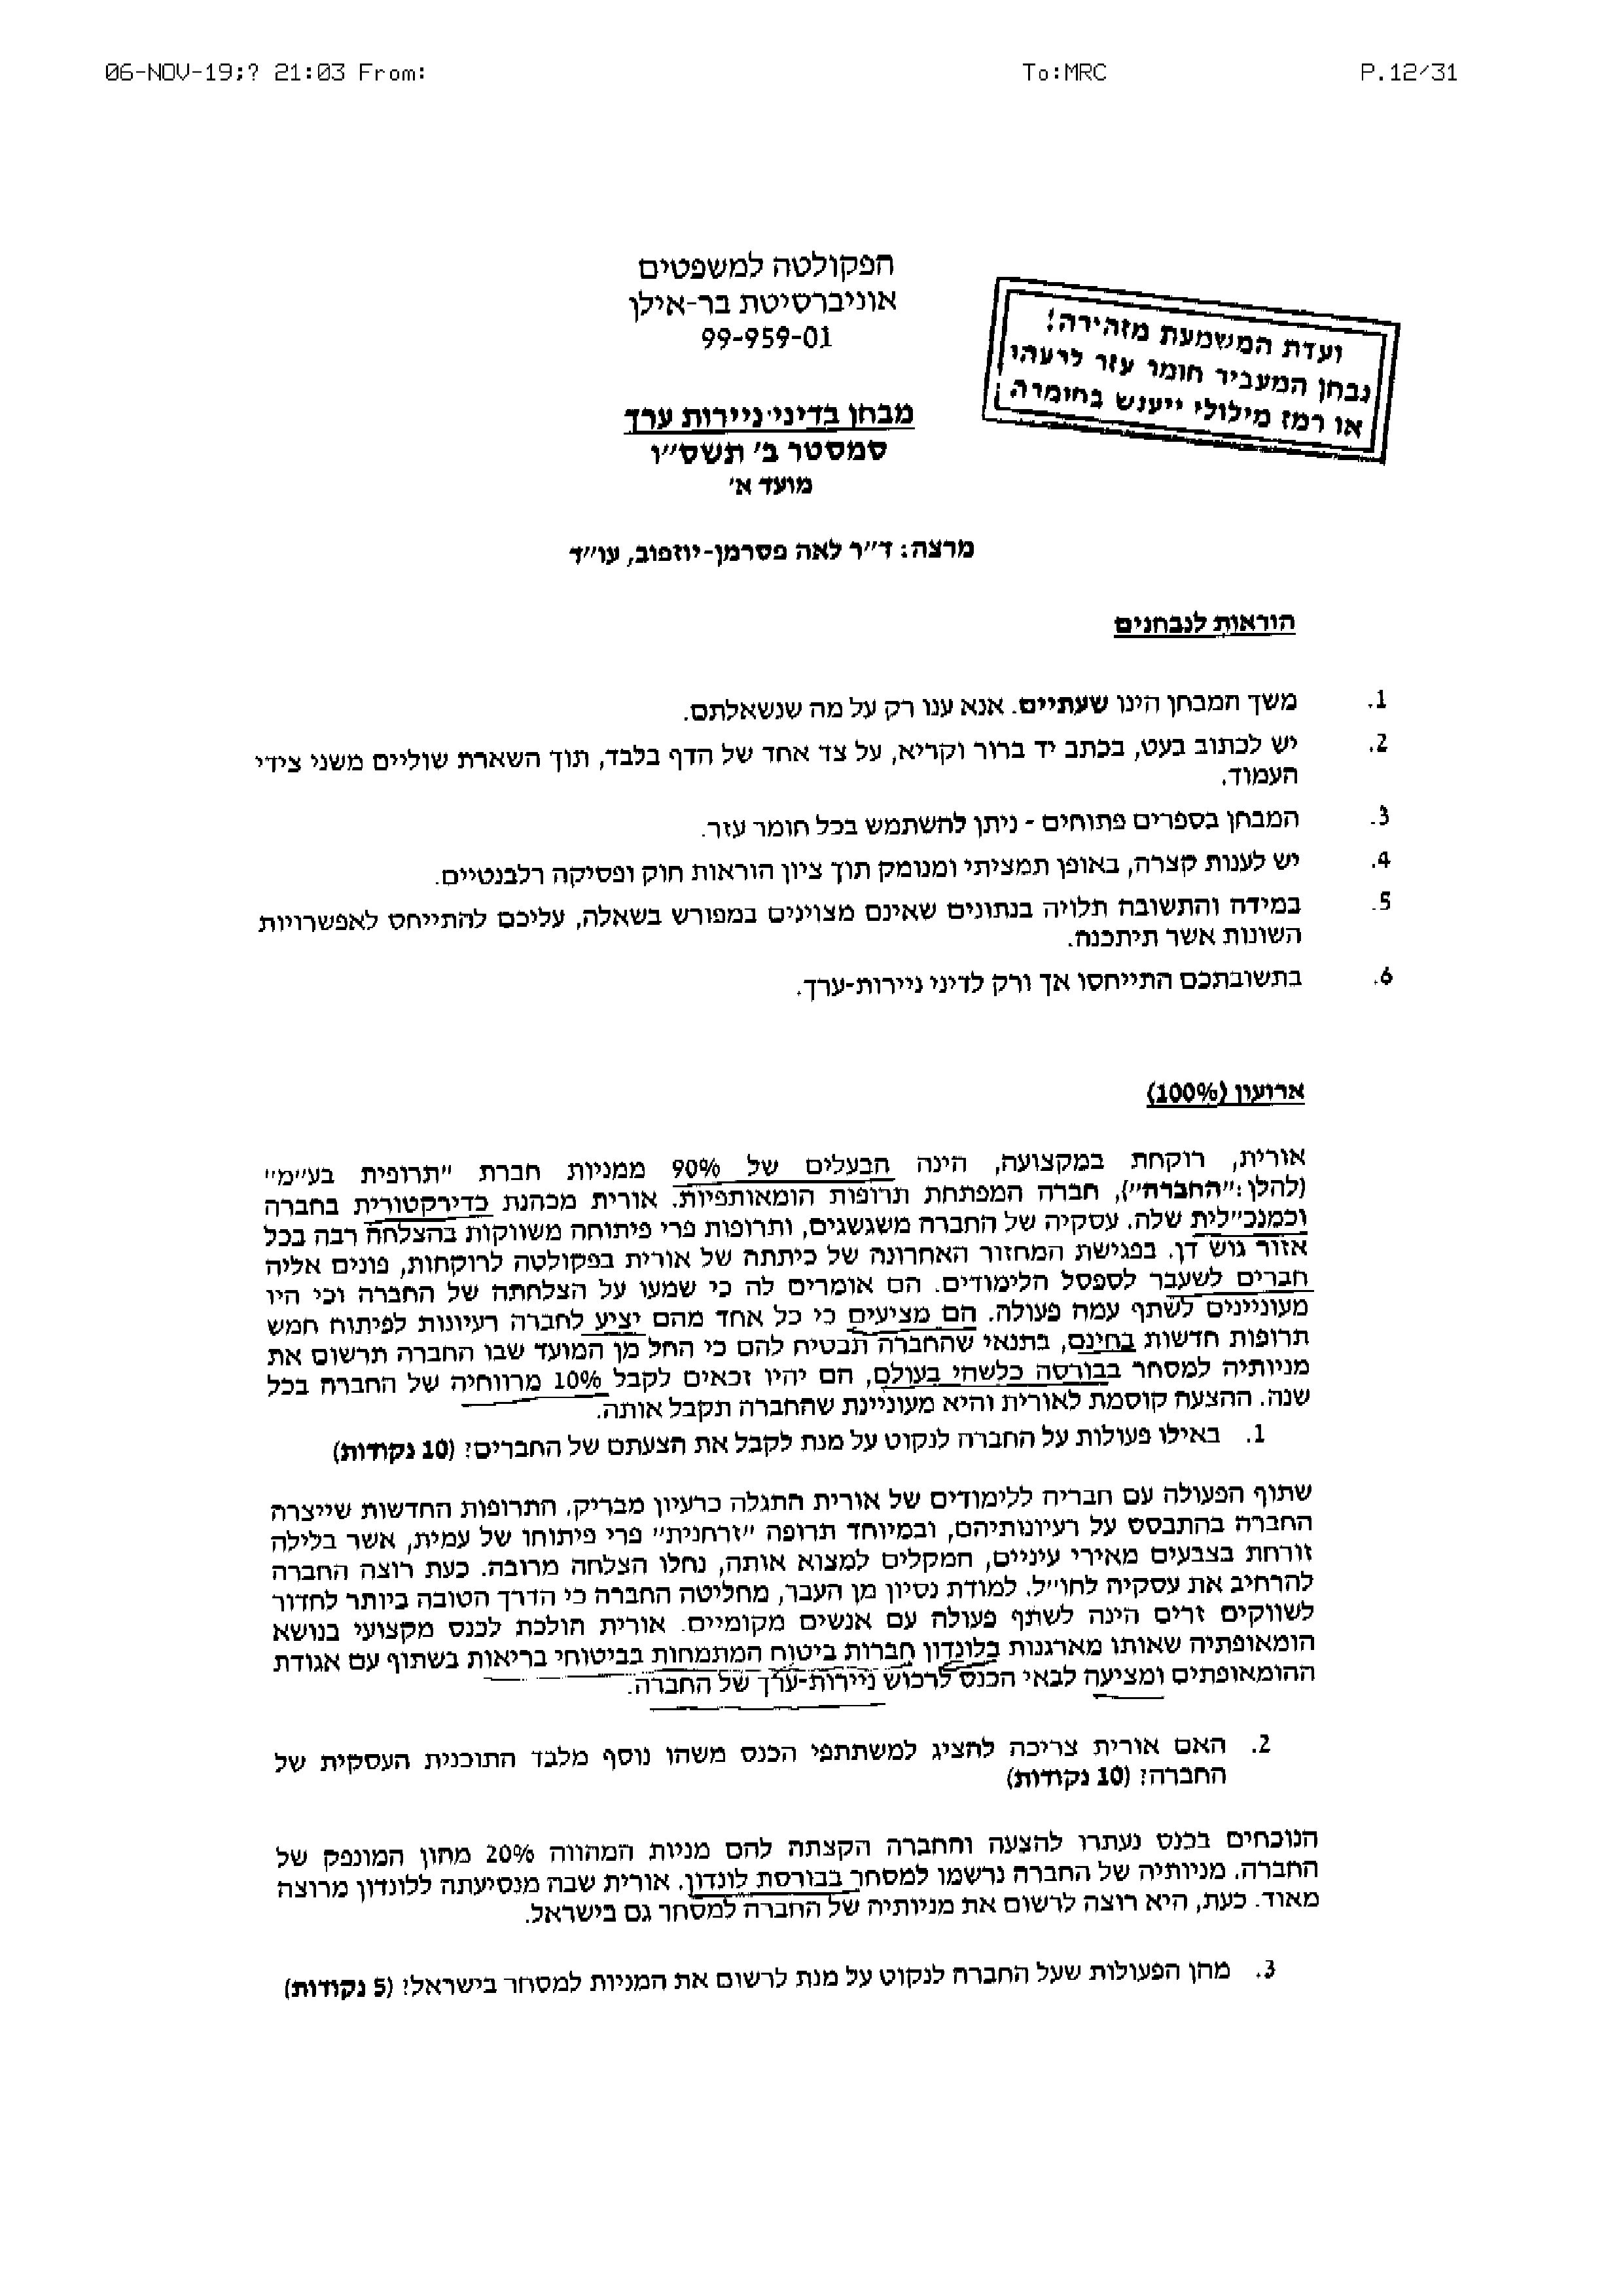 06-NOV-19;? 21:03 From: To:MRC P.12/31
הפקולטה למשפטים
אוניברסיטת בר-אילן
99-959-01
ועדת המשמעת מזהירה!
נבחן המעביר חומר עזר לרעהו
או רמז מילולי ייענש בחומרה
מבחן בדיני ניירות ערך
סמסטר ב' תשס"ו
מועד א'
מרצה: ד"ר לאה פסרמן-יוזפוב, עו"ד
הוראות לנבחנים
1. משך המבחן הינו שעתיים. אנא ענו רק על מה שנשאלתם.
2. יש לכתוב בעט, בכתב יד ברור וקריא, על צד אחד של הדף בלבד, תוך השארת שוליים משני צידי
העמוד.
3. המבחן בספרים פתוחים - ניתן להשתמש בכל חומר עזר.
4. יש לענות קצרה, באופן תמציתי ומנומק תוך ציון הוראות חוק ופסיקה רלבנטיים.
5. במידה והתשובה תלויה בנתונים שאינם מצוינים במפורש בשאלה, עליכם להתייחס לאפשרויות
השונות אשר תיתכנה.
6. בתשובתכם התייחסו אך ורק לדיני ניירות-ערך.
ארועון (100%)
אורית, רוקחת במקצועה, הינה הבעלים של 90% ממניות חברת "תרופית בע"מ"
(להלן: "החברה"), חברה המפתחת תרופות הומאותפיות. אורית מכהנת כדירקטורית בחברה
וכמנכ"לית שלה. עסקיה של החברה משגשגים, ותרופות פרי פיתוחה משווקות בהצלחה רבה בכל
אזור גוש דן. בפגישת המחזור האחרונה של כיתתה של אורית בפקולטה לרוקחות, פונים אליה
חברים לשעבר לספסל הלימודים. הם אומרים לה כי שמעו על הצלחתה של החברה וכי היו
מעוניינים לשתף עמה פעולה. הם מציעים כי כל אחד מהם יציע לחברה רעיונות לפיתוח חמש
תרופות חדשות בחינם, בתנאי שהחברה תבטיח להם כי החל מן המועד שבו החברה תרשום את
מניותיה למסחר בבורסה כלשהי בעולם, הם יהיו זכאים לקבל 10% מרווחיה של החברה בכל
שנה. ההצעה קוסמת לאורית והיא מעוניינת שהחברה תקבל אותה.
1. באילו פעולות על החברה לנקוט על מנת לקבל את הצעתם של החברים? (10 נקודות)
שתוף הפעולה עם חבריה ללימודים של אורית התגלה כרעיון מבריק. התרופות החדשות שייצרה
החברה בהתבסס על רעיונותיהם, ובמיוחד תרופה "זרחנית" פרי פיתוחו של עמית, אשר בלילה
זורחת בצבעים מאירי עיניים, המקלים למצוא אותה, נחלו הצלחה מרובה. כעת רוצה החברה
להרחיב את עסקיה לחו"ל. למודת נסיון מן העבר, מחליטה החברה כי הדרך הטובה ביותר לחדור
לשווקים זרים הינה לשתף פעולה עם אנשים מקומיים. אורית הולכת לכנס מקצועי בנושא
הומאופתיה שאותו מארגנות בלונדון חברות ביטוח המתמחות בביטוחי בריאות בשתוף עם אגודת
ההומאופתים ומציעה לבאי הכנס לרכוש ניירות-ערך של החברה.
2. האם אורית צריכה להציג למשתתפי הכנס משהו נוסף מלבד התוכנית העסקית של
החברה? (10 נקודות)
הנוכחים בכנס נעתרו להצעה והחברה הקצתה להם מניות המהווה 20% מהון המונפק של
החברה. מניותיה של החברה נרשמו למסחר בבורסת לונדון. אורית שבה מנסיעתה ללונדון מרוצה
מאוד. כעת, היא רוצה לרשום את מניותיה של החברה למסחר גם בישראל.
3. מהן הפעולות שעל החברה לנקוט על מנת לרשום את המניות למסחר בישראל? (5 נקודות)